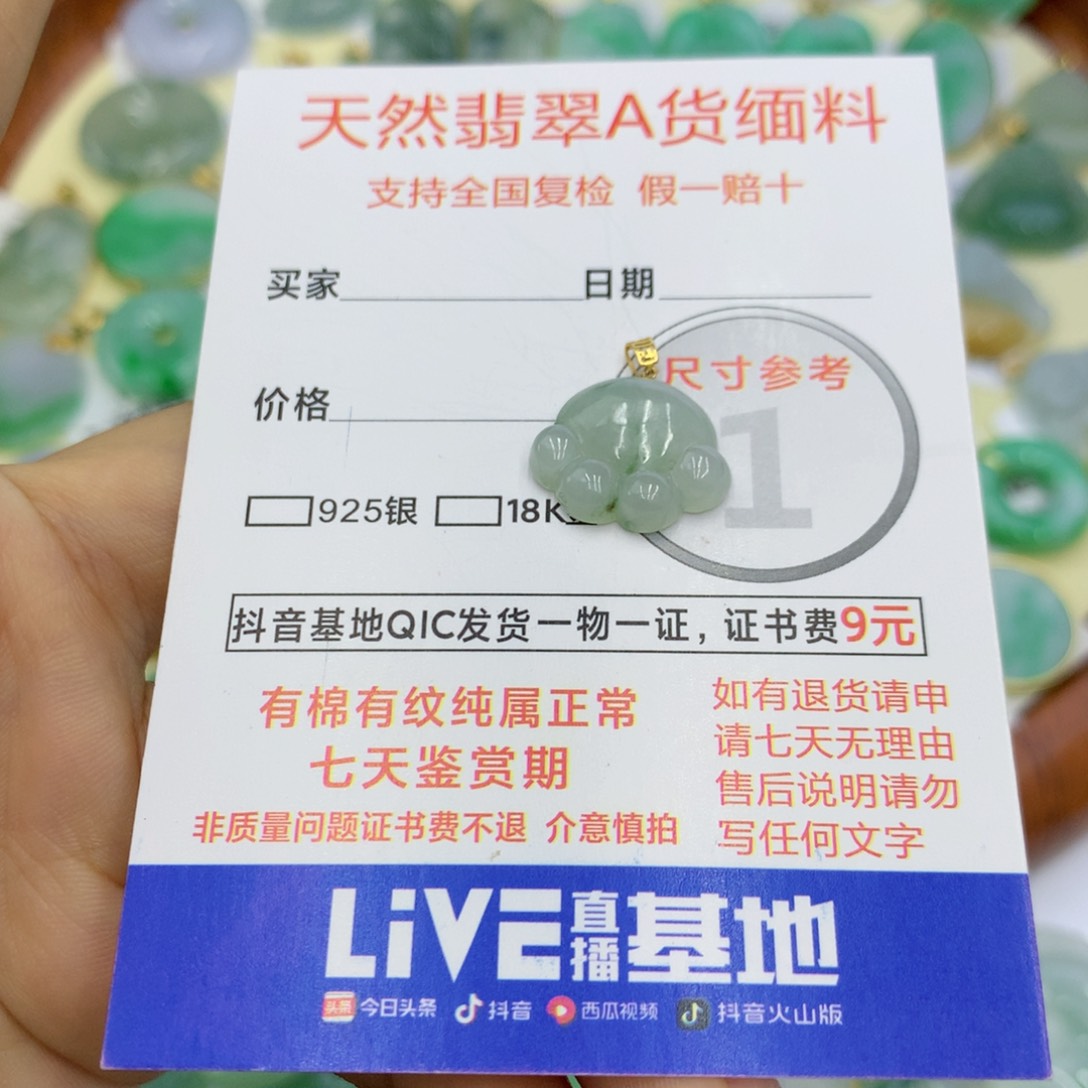 天然翡翠A货缅料
支持全国复检 假一赔十
买家 日期
尺寸参考
价格
1
925银 18K
抖音基地QIC发货一物一证，证书费9元
有棉有纹纯属正常
七天鉴赏期
非质量问题证书费不退 介意慎拍
如有退货请申
请七天无理由
售后说明请勿
写任何文字
LiVE直播基地
头条 今日头条 抖音 西瓜视频 抖音火山版